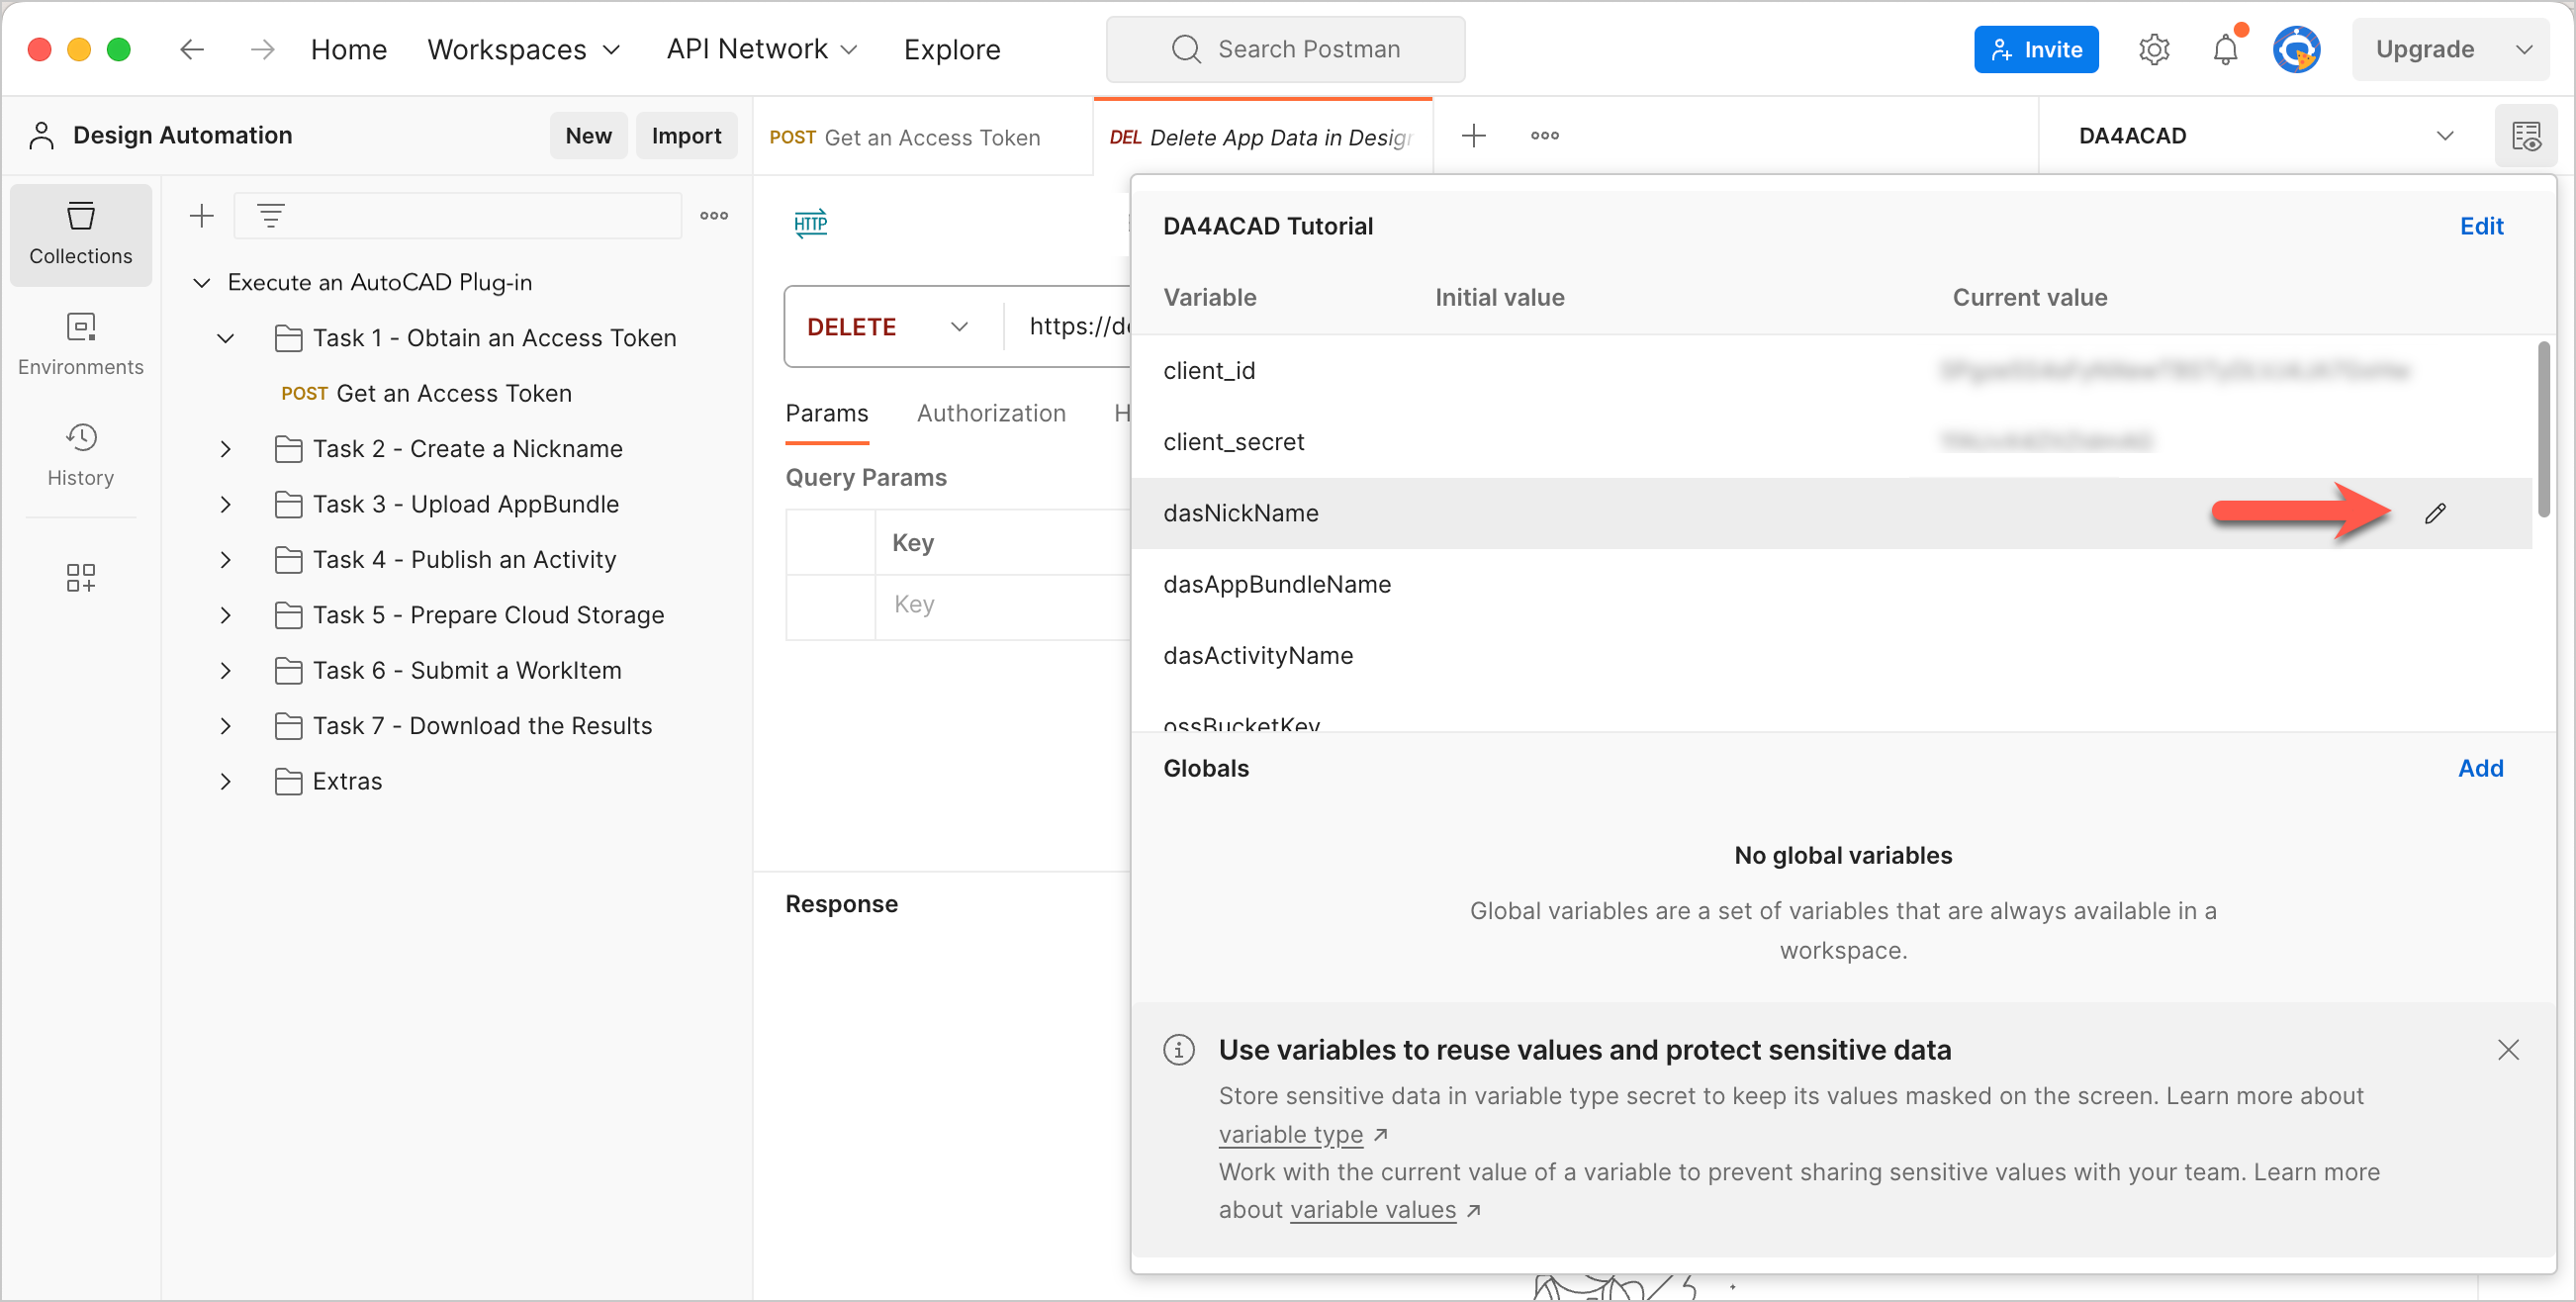 Home Workspaces API Network Explore Search Postman Invite Upgrade
Design Automation New Import
POST Get an Access Token DEL Delete App Data in Desig DA4ACAD
Collections
Environments
History
Execute an AutoCAD Plug-in
Task 1 - Obtain an Access Token
POST Get an Access Token
Task 2 - Create a Nickname
Task 3 - Upload AppBundle
Task 4 - Publish an Activity
Task 5 - Prepare Cloud Storage
Task 6 - Submit a WorkItem
Task 7 - Download the Results
Extras
HTTP
DELETE https://de
Params Authorization H
Query Params
Key
Key
Response
DA4ACAD Tutorial Edit
Variable Initial value Current value
client_id
client_secret
dasNickName
dasAppBundleName
dasActivityName
ossBucketKey
Globals Add
No global variables
Global variables are a set of variables that are always available in a
workspace.
Use variables to reuse values and protect sensitive data
Store sensitive data in variable type secret to keep its values masked on the screen. Learn more about
variable type ↗
Work with the current value of a variable to prevent sharing sensitive values with your team. Learn more
about variable values ↗